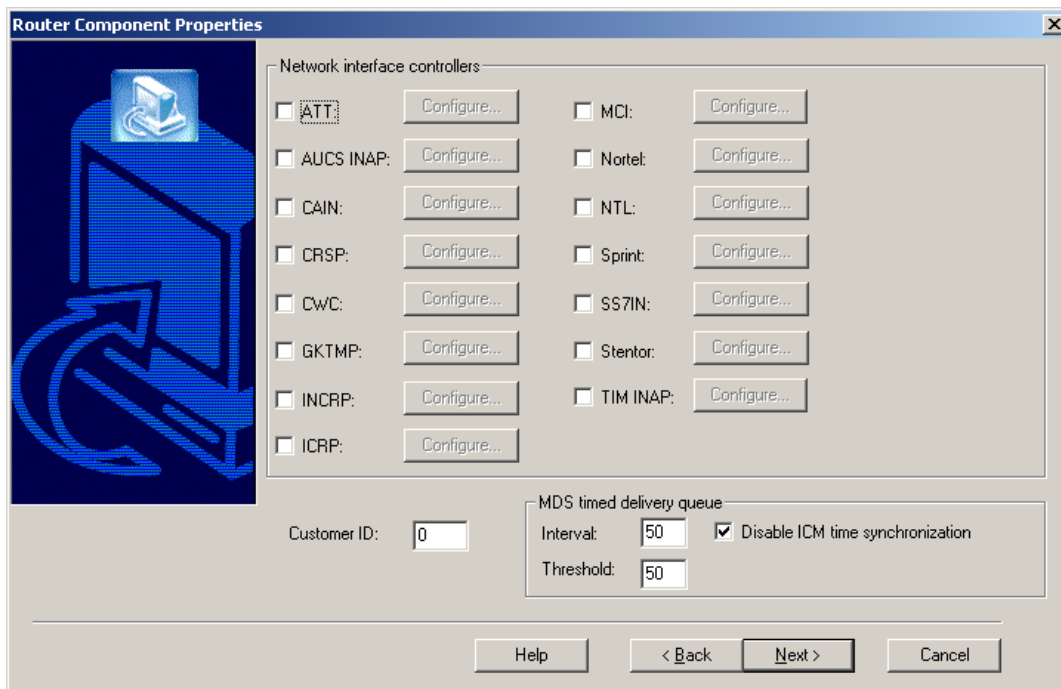 Router Component Properties
Network interface controllers
ATT: Configure... MCI: Configure...
AUCS INAP: Configure... Nortel: Configure...
CAIN: Configure... NTL: Configure...
CRSP: Configure... Sprint: Configure...
CWC: Configure... SS7IN: Configure...
GKTMP: Configure... Stentor: Configure...
INCRP: Configure... TIM INAP: Configure...
ICRP: Configure...
MDS timed delivery queue
Customer ID: 0 Interval: 50 Disable ICM time synchronization
Threshold: 50
Help < Back Next > Cancel